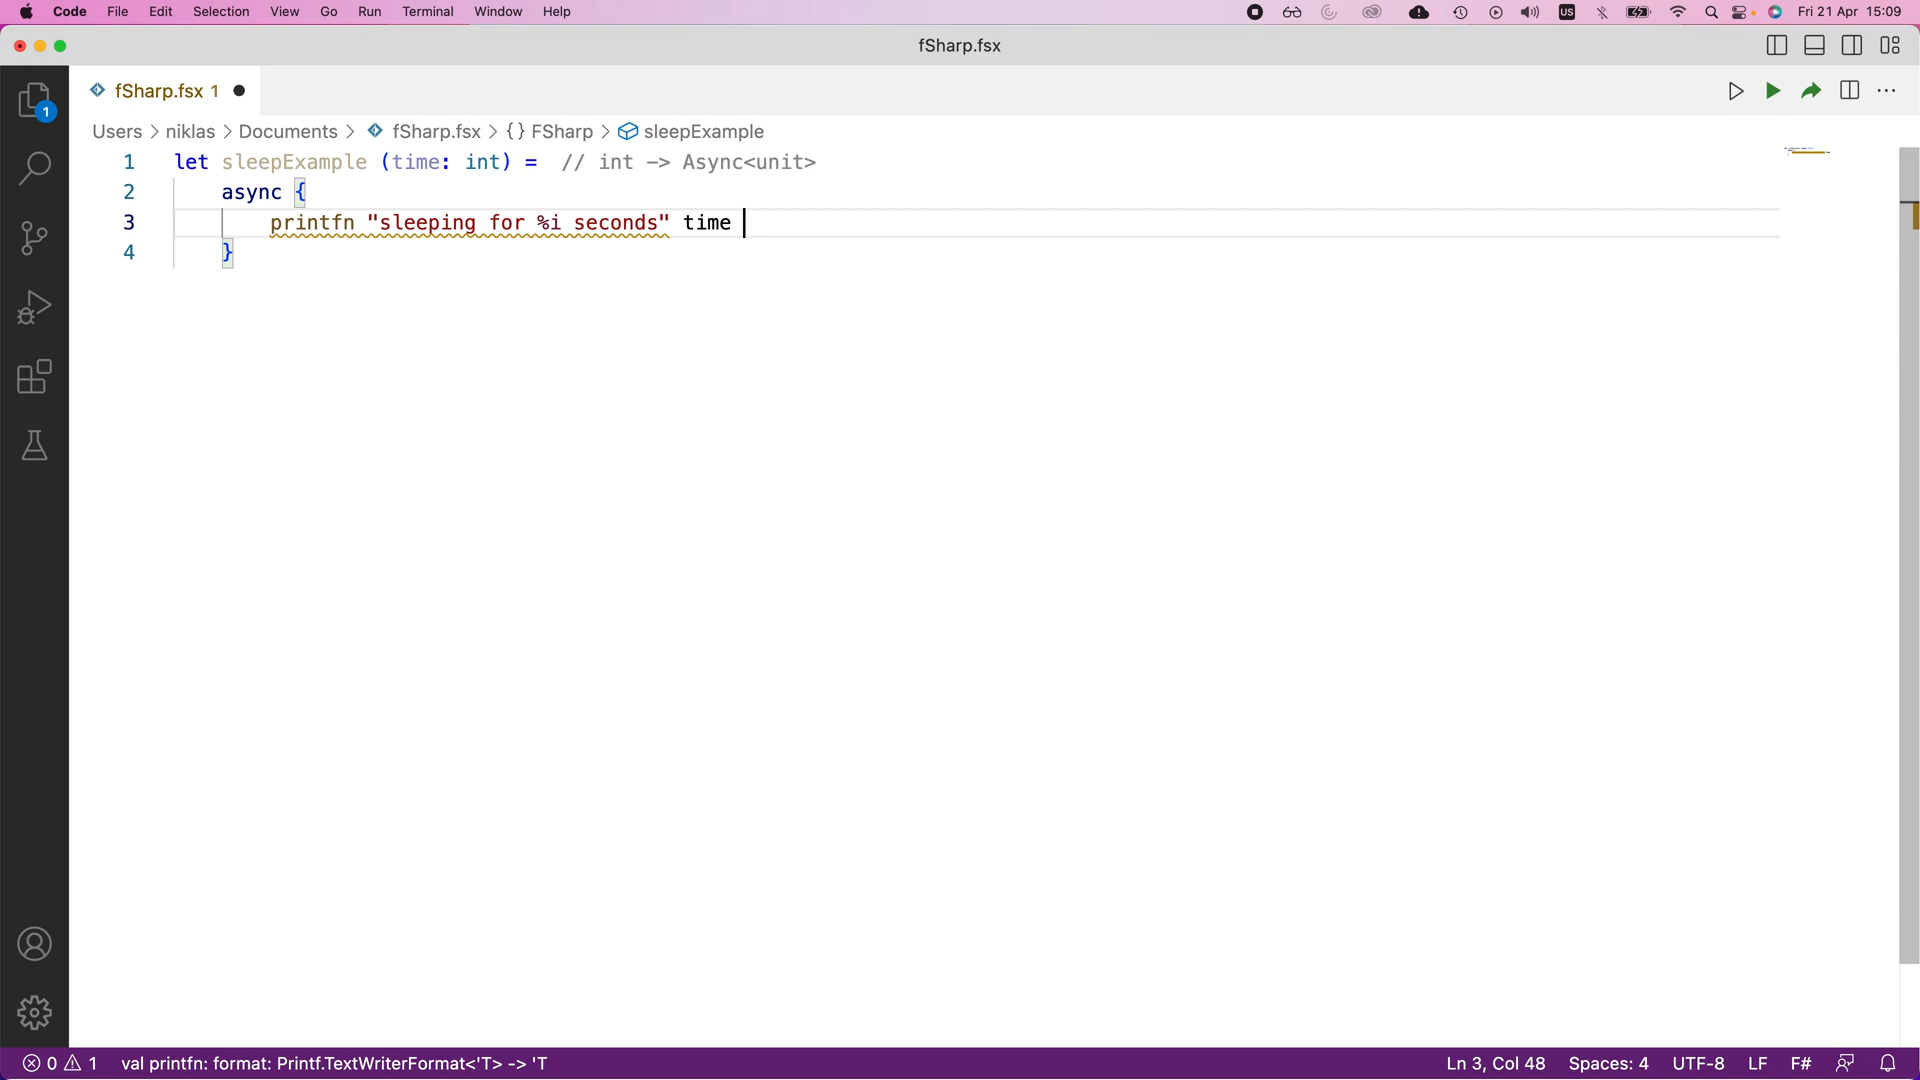 Code File Edit Selection View Go Run Terminal Window Help US Fri 21 Apr 15:09
fSharp.fsx
fSharp.fsx 1
1
Users > niklas > Documents > fSharp.fsx > {} FSharp > sleepExample
1 let sleepExample (time: int) = // int -> Async<unit>
2 async {
3 printfn "sleeping for %i seconds" time
4 }
0 1 val printfn: format: Printf.TextWriterFormat<'T> -> 'T Ln 3, Col 48 Spaces: 4 UTF-8 LF F#